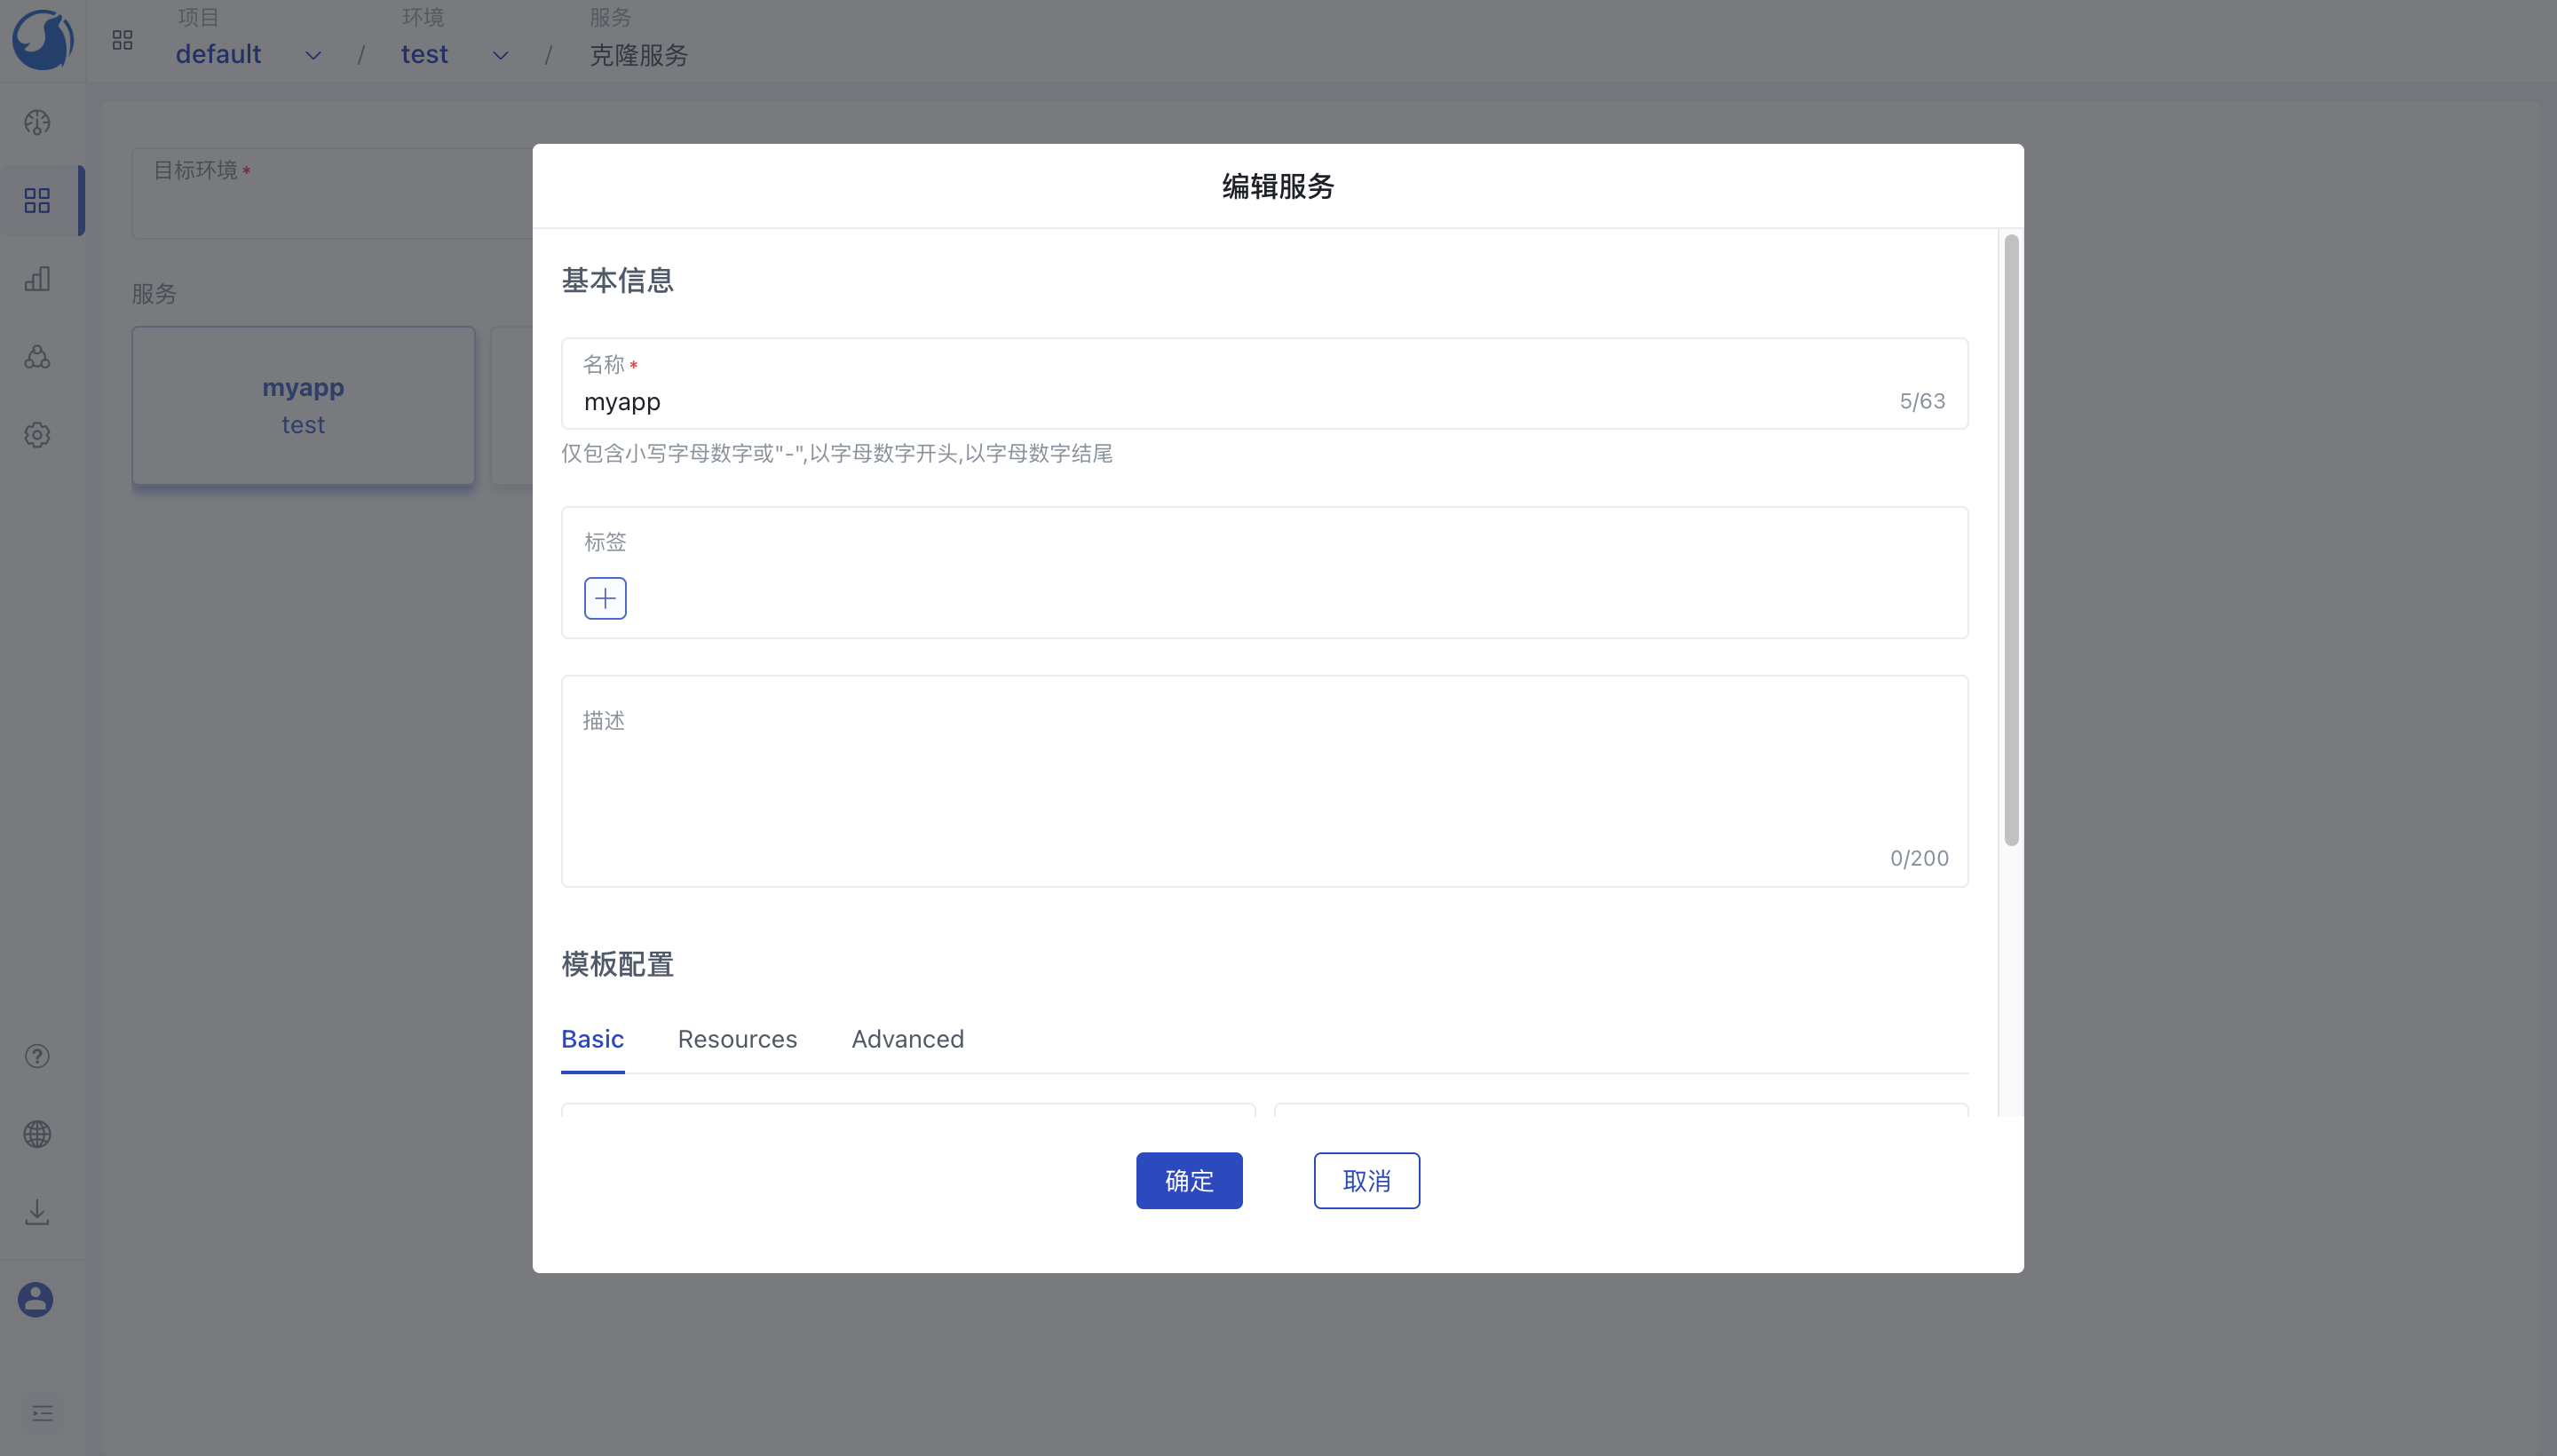 项目
default
/
环境
test
/
服务
克隆服务
目标环境*
服务
myapp
test
编辑服务
基本信息
名称*
myapp
5/63
仅包含小写字母数字或"-",以字母数字开头,以字母数字结尾
标签
描述
0/200
模板配置
Basic Resources Advanced
确定 取消